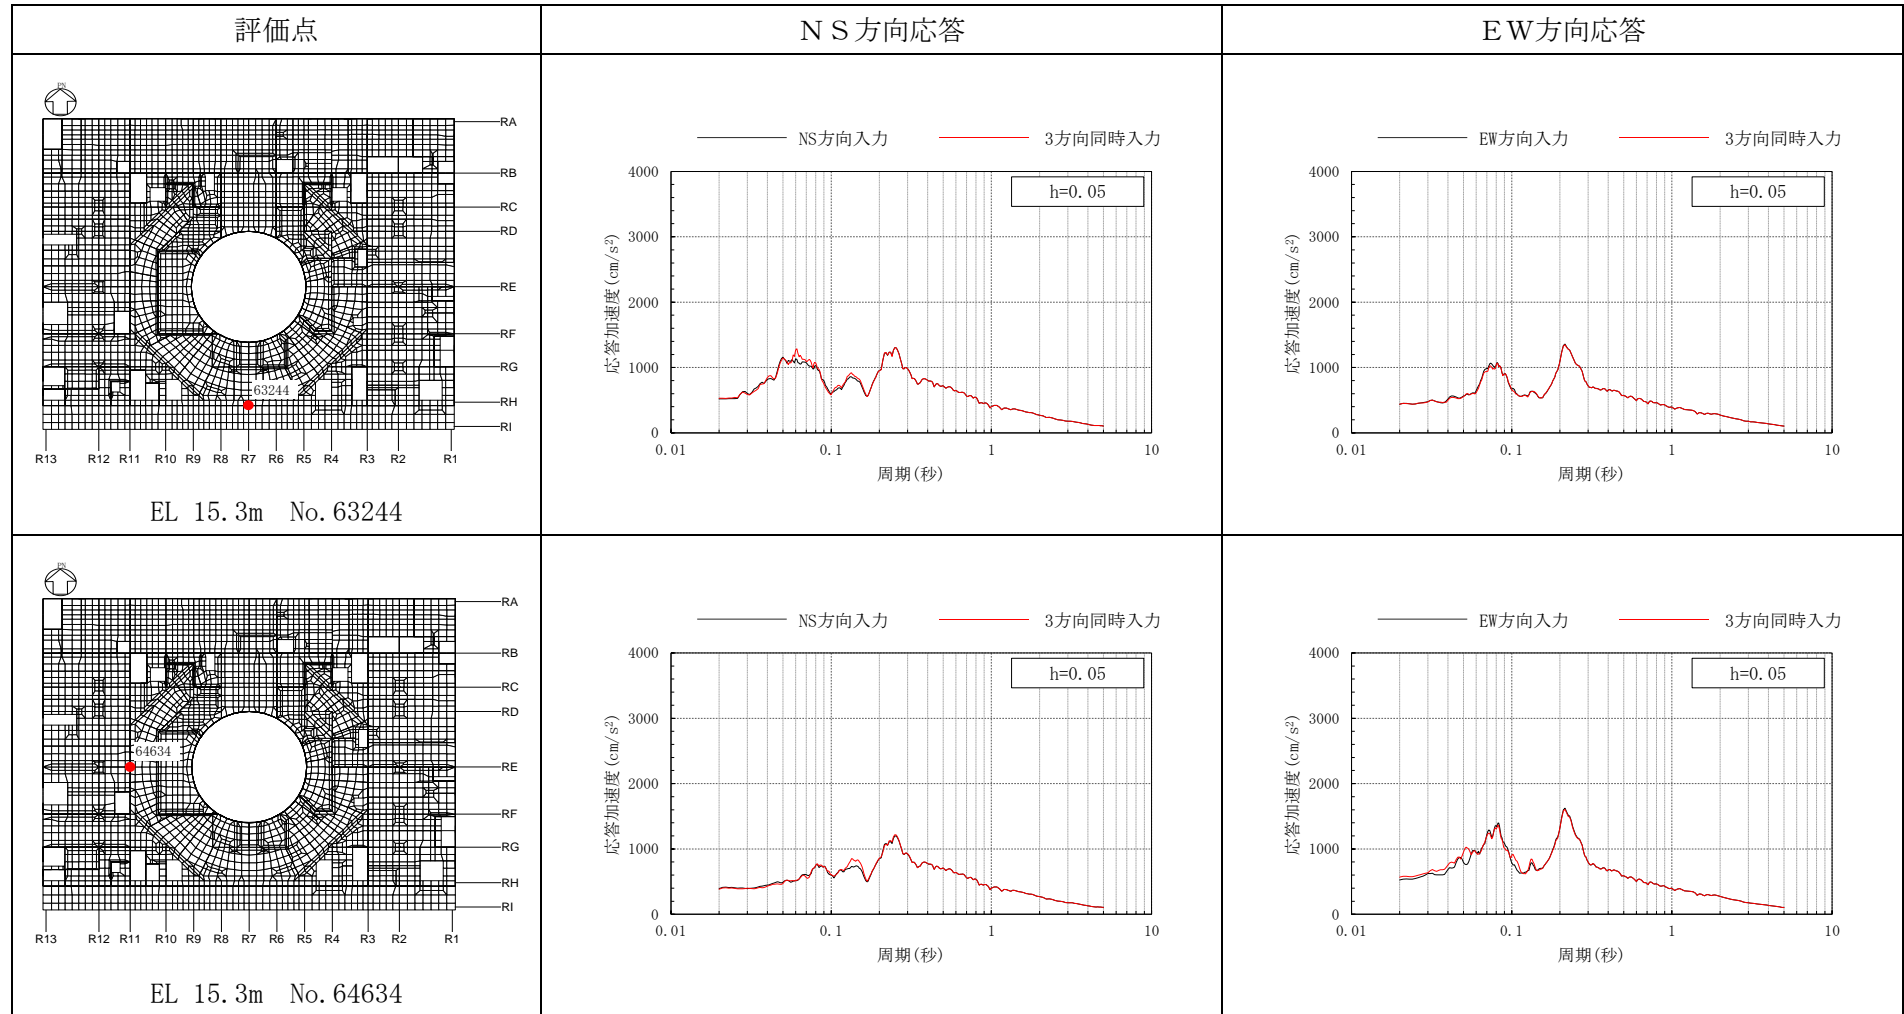 評価点
ＮＳ方向応答
ＥＷ方向応答
PN
RA
RB
RC
RD
RE
RF
RG
RH
RI
63244
R13 R12 R11 R10 R9 R8 R7 R6 R5 R4 R3 R2 R1
EL 15.3m No.63244
NS方向入力 3方向同時入力
h=0.05
応答加速度(cm/s²)
4000
3000
2000
1000
0
0.01 0.1 1 10
周期(秒)
EW方向入力 3方向同時入力
h=0.05
応答加速度(cm/s²)
4000
3000
2000
1000
0
0.01 0.1 1 10
周期(秒)
PN
RA
RB
RC
RD
RE
RF
RG
RH
RI
64634
R13 R12 R11 R10 R9 R8 R7 R6 R5 R4 R3 R2 R1
EL 15.3m No.64634
NS方向入力 3方向同時入力
h=0.05
応答加速度(cm/s²)
4000
3000
2000
1000
0
0.01 0.1 1 10
周期(秒)
EW方向入力 3方向同時入力
h=0.05
応答加速度(cm/s²)
4000
3000
2000
1000
0
0.01 0.1 1 10
周期(秒)